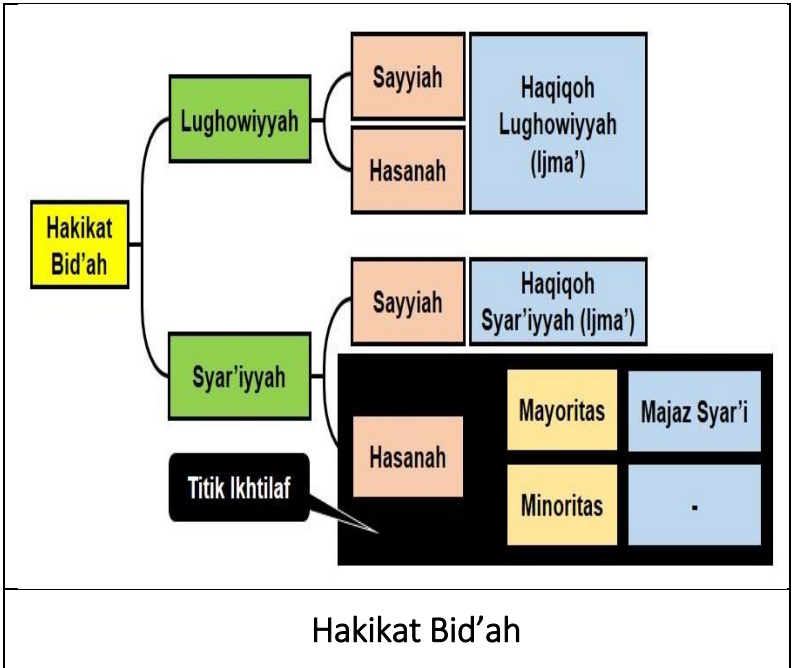 Hakikat
Bid'ah
Lughowiyyah
Sayyiah
Hasanah
Haqiqoh
Lughowiyyah
(Ijma')
Syar'iyyah
Sayyiah
Haqiqoh
Syar'iyyah (Ijma')
Hasanah
Mayoritas
Majaz Syar'i
Minoritas
-
Titik Ikhtilaf
Hakikat Bid'ah